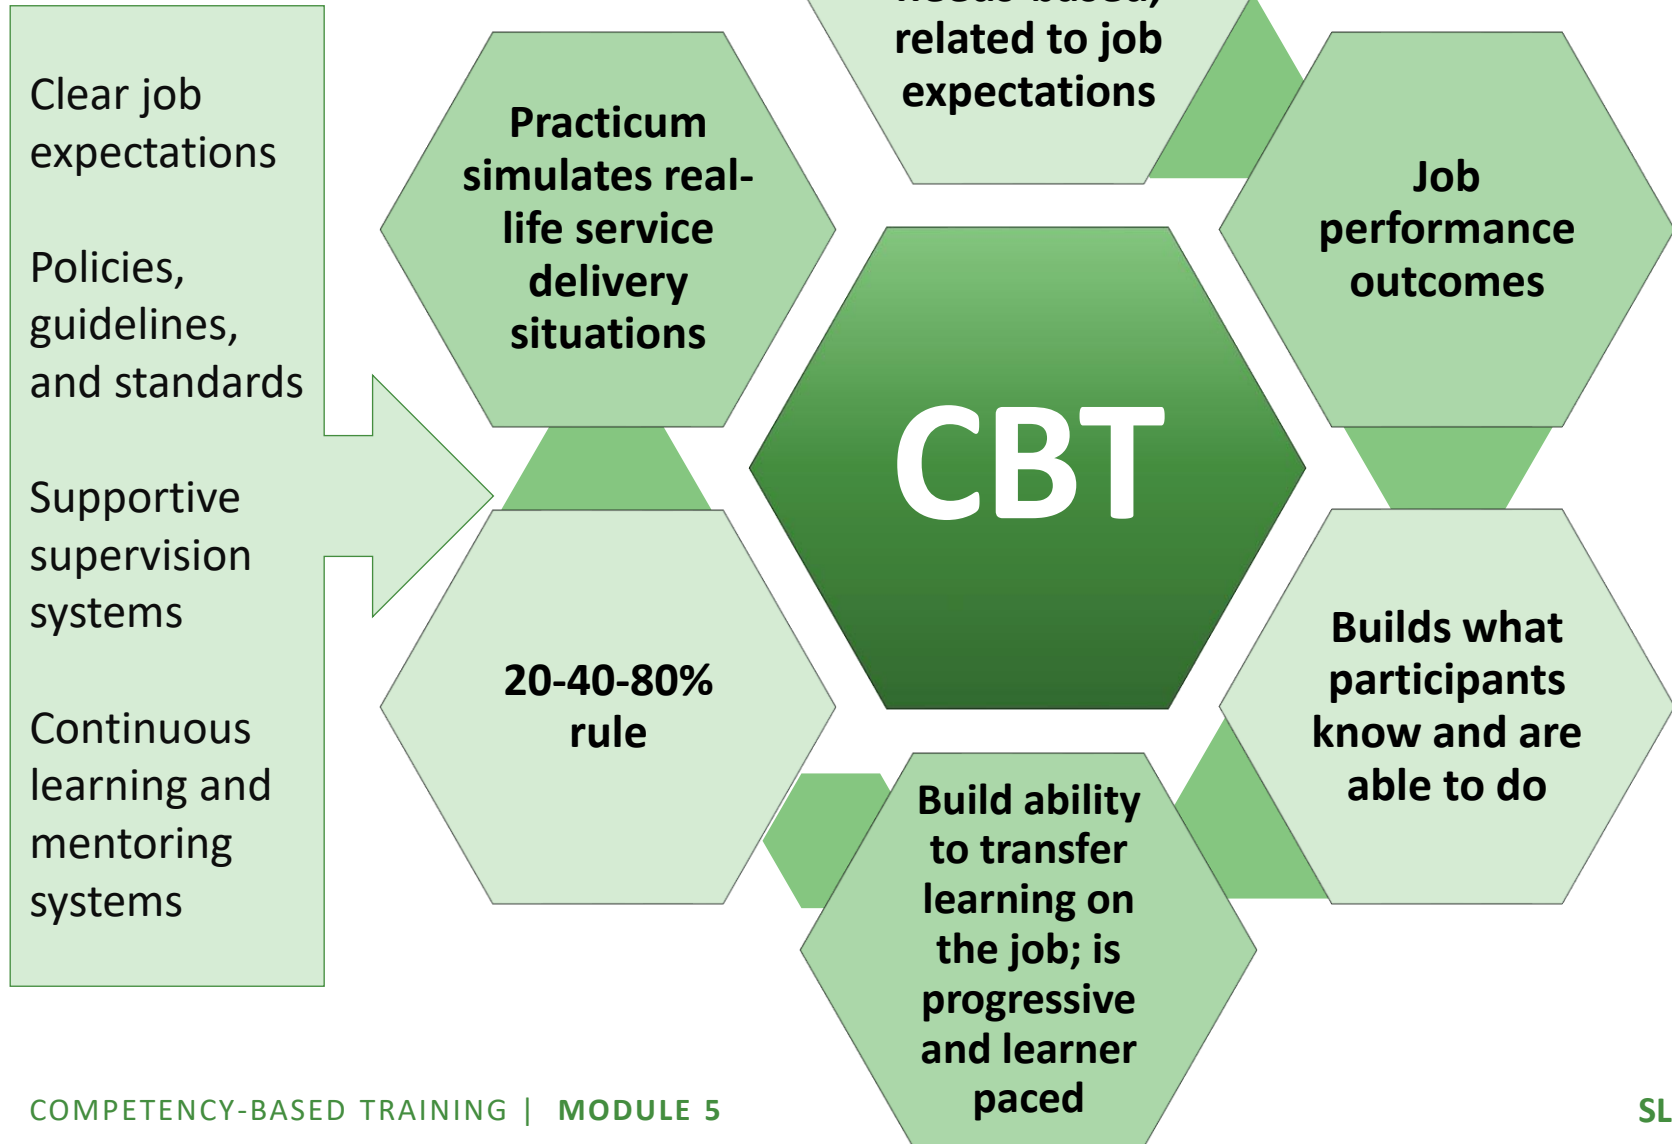 Clear job
expectations
Policies,
guidelines,
and standards
Supportive
supervision
systems
Continuous
learning and
mentoring
systems
related to job
expectations
Practicum
simulates real-
life service
delivery
situations
Job
performance
outcomes
CBT
20-40-80%
rule
Builds what
participants
know and are
able to do
Build ability
to transfer
learning on
the job; is
progressive
and learner
paced
COMPETENCY-BASED TRAINING | MODULE 5
SL